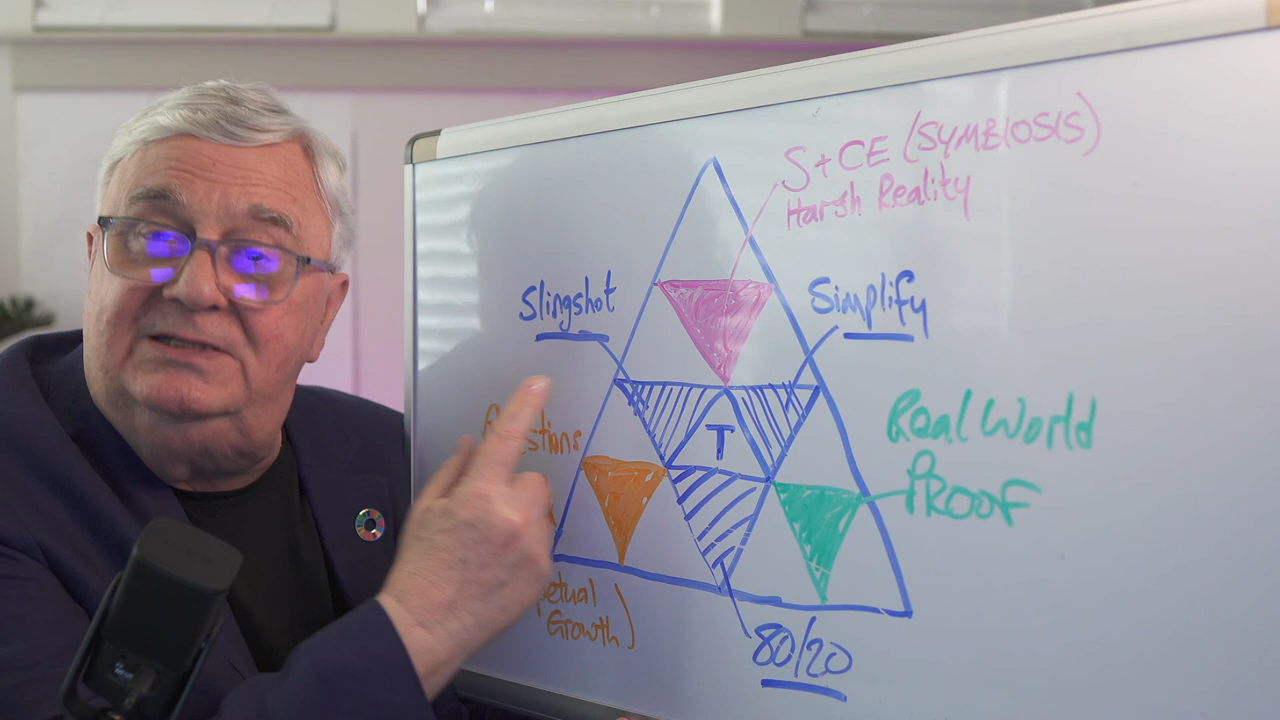 S+CE (SYMBIOSIS)
Harsh Reality
Slingshot
Simplify
T
Real World
PROOF
Growth)
80/20